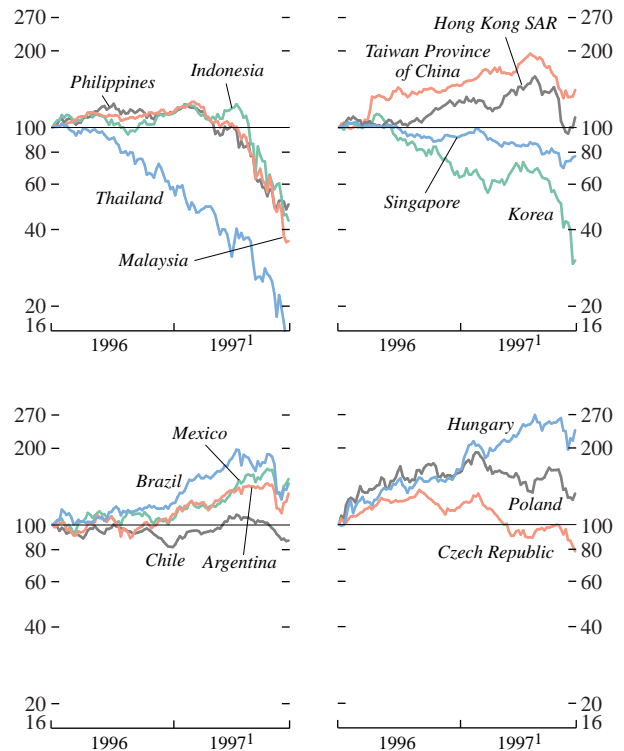 270
200
100
80
60
40
20
16
Philippines
Indonesia
Thailand
Malaysia
1996
1997¹
Hong Kong SAR
Taiwan Province
of China
Singapore
Korea
270
200
100
80
60
40
20
16
1996
1997¹
270
200
100
80
60
40
20
16
Mexico
Brazil
Chile
Argentina
1996
1997¹
Hungary
Poland
Czech Republic
270
200
100
80
60
40
20
16
1996
1997¹